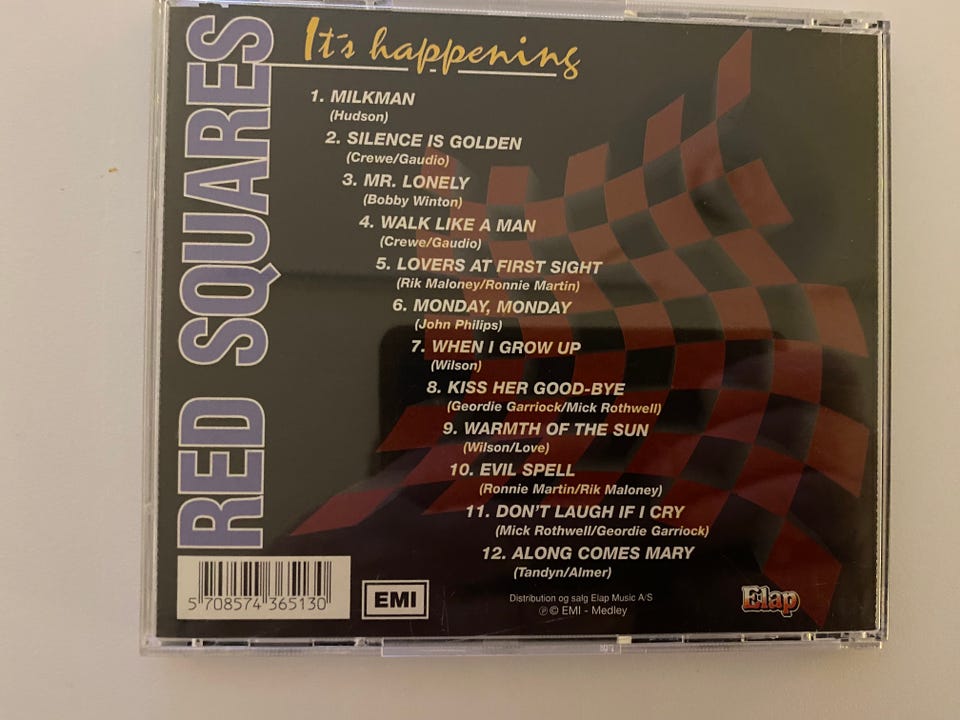 RED SQUARES
It's happening
1. MILKMAN
(Hudson)
2. SILENCE IS GOLDEN
(Crewe/Gaudio)
3. MR. LONELY
(Bobby Winton)
4. WALK LIKE A MAN
(Crewe/Gaudio)
5. LOVERS AT FIRST SIGHT
(Rik Maloney/Ronnie Martin)
6. MONDAY, MONDAY
(John Philips)
7. WHEN I GROW UP
(Wilson)
8. KISS HER GOOD-BYE
(Geordie Garriock/Mick Rothwell)
9. WARMTH OF THE SUN
(Wilson/Love)
10. EVIL SPELL
(Ronnie Martin/Rik Maloney)
11. DON'T LAUGH IF I CRY
(Mick Rothwell/Geordie Garriock)
12. ALONG COMES MARY
(Tandyn/Almer)
5 708574 365130
EMI
Distribution og salg Elap Music A/S
℗ © EMI - Medley
Elap